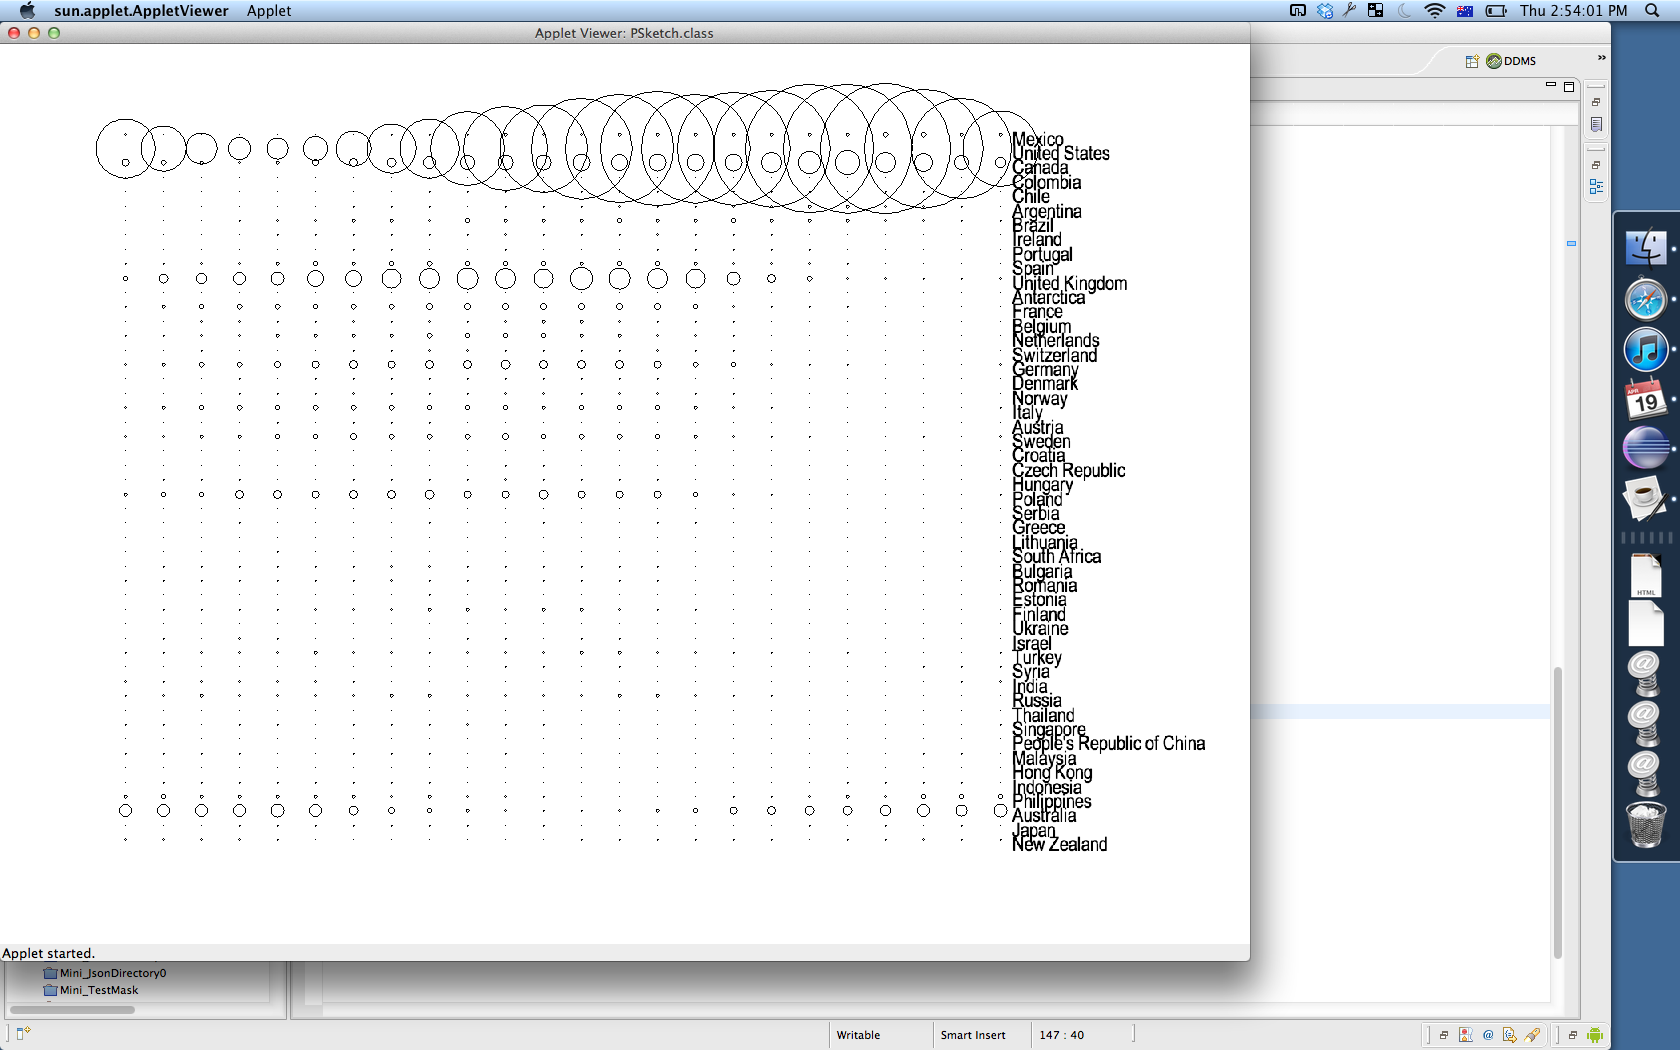 sun.applet.AppletViewer Applet Thu 2:54:01 PM
Applet Viewer: PSketch.class
DDMS
Mexico
United States
Canada
Colombia
Chile
Argentina
Brazil
Ireland
Portugal
Spain
United Kingdom
Antarctica
France
Belgium
Netherlands
Switzerland
Germany
Denmark
Norway
Italy
Austria
Sweden
Croatia
Czech Republic
Hungary
Poland
Serbia
Greece
Lithuania
South Africa
Bulgaria
Romania
Estonia
Finland
Ukraine
Israel
Turkey
Syria
India
Russia
Thailand
Singapore
People's Republic of China
Malaysia
Hong Kong
Indonesia
Philippines
Australia
Japan
New Zealand
APR
19
HTML
Applet started.
Mini_JsonDirectory0
Mini_TestMask
Writable Smart Insert 147 : 40